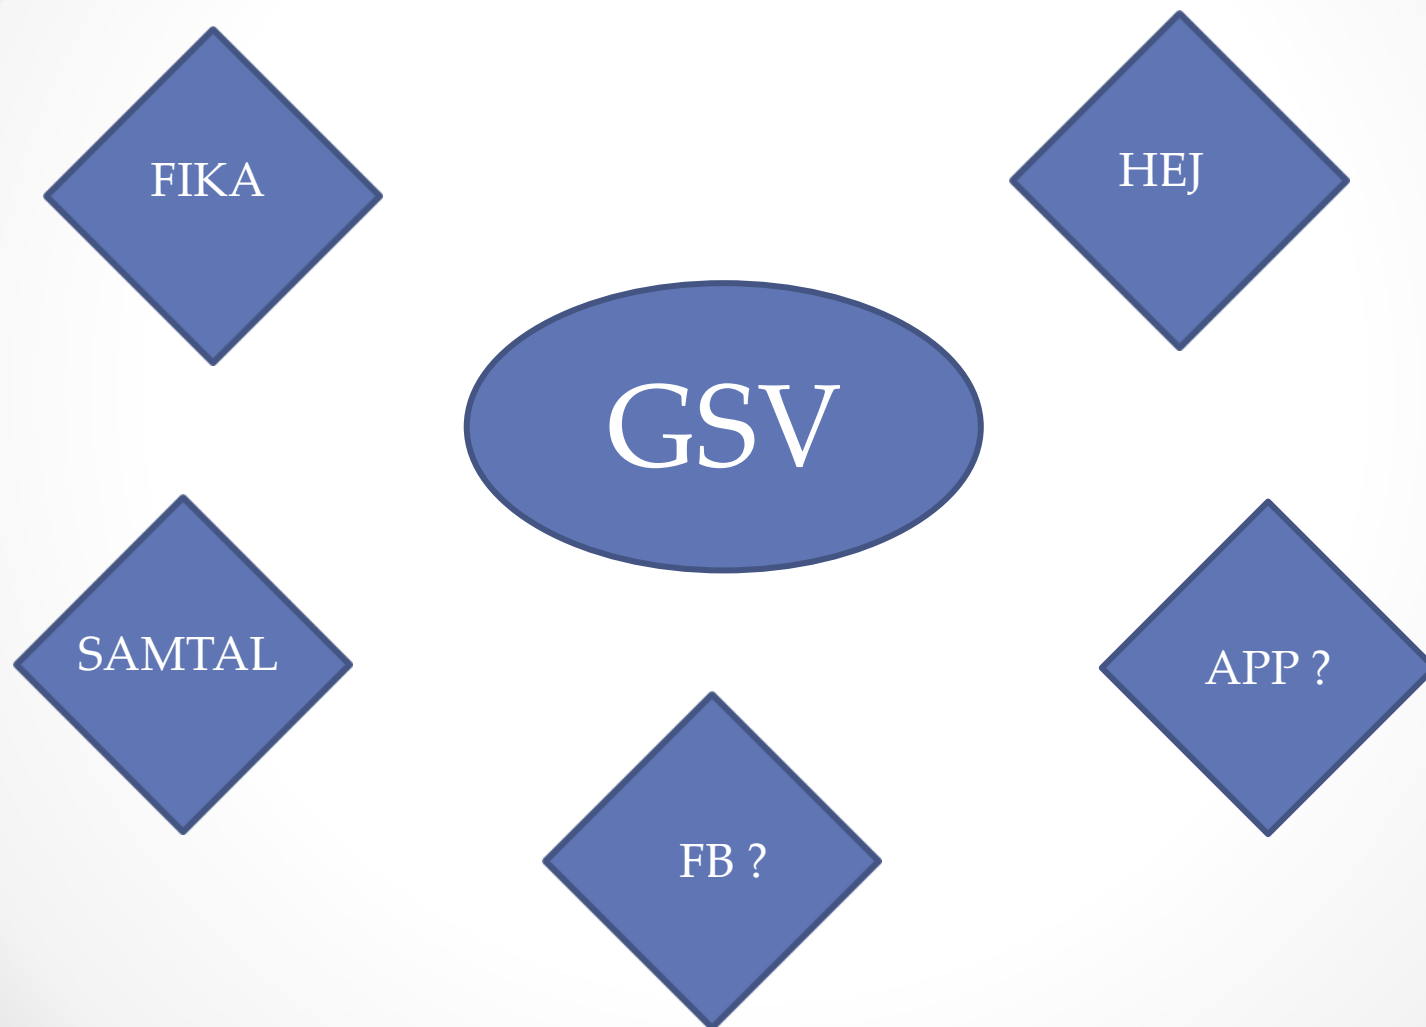 FIKA
HEJ
GSV
SAMTAL
APP ?
FB ?